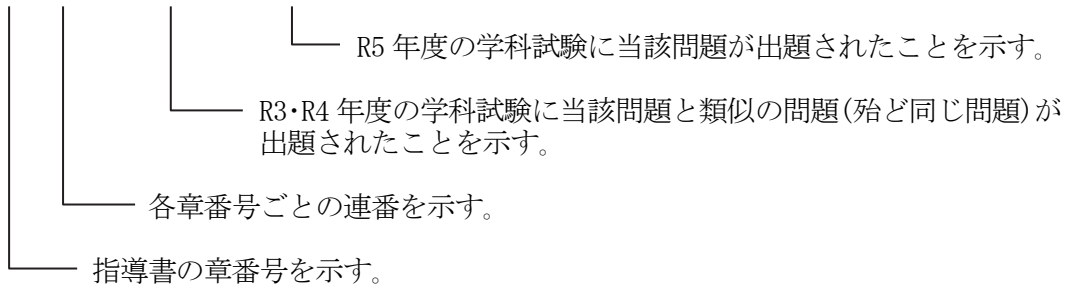 R5 年度の学科試験に当該問題が出題されたことを示す。
R3･R4 年度の学科試験に当該問題と類似の問題(殆ど同じ問題)が
出題されたことを示す。
各章番号ごとの連番を示す。
指導書の章番号を示す。